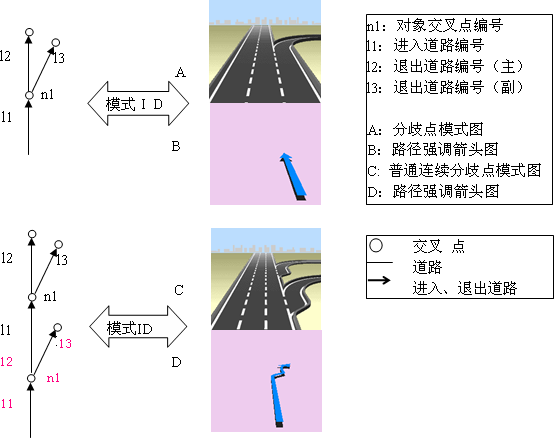 l2
l3
n1
l1
A
模式ＩＤ
B
n1：对象交叉点编号
l1：进入道路编号
l2：退出道路编号（主）
l3：退出道路编号（副）
A：分歧点模式图
B：路径强调箭头图
C: 普通连续分歧点模式图
D：路径强调箭头图
l2
l3
n1
l1
l2
l3
n1
l1
C
模式ID
D
交叉 点
道路
进入、退出道路